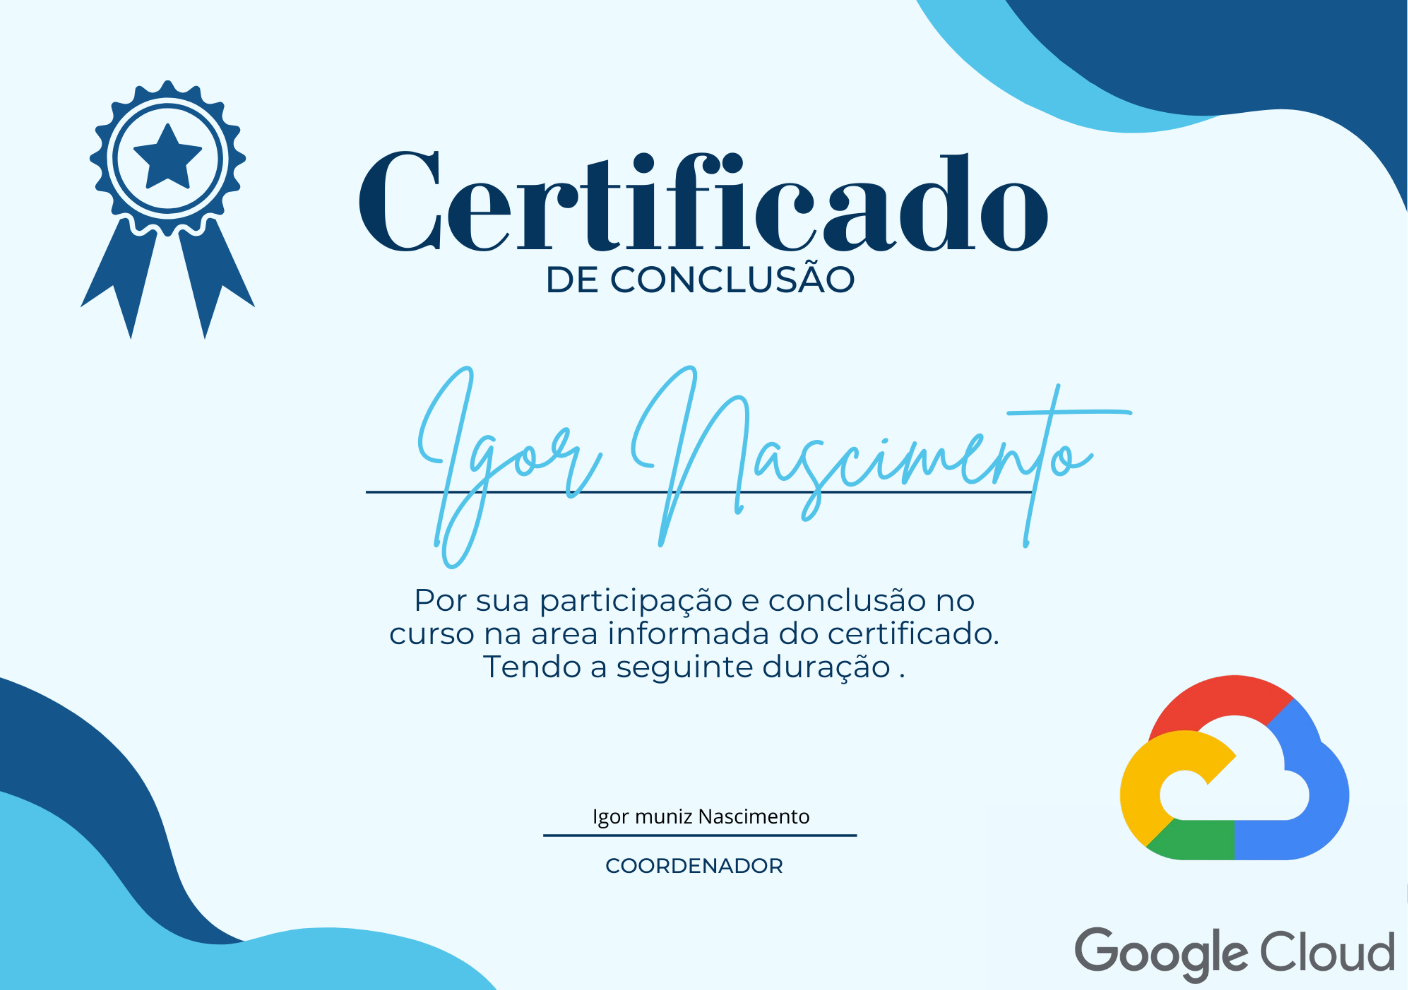 Certificado
DE CONCLUSÃO
Igor Nascimento
Por sua participação e conclusão no
curso na area informada do certificado.
Tendo a seguinte duração .
Igor muniz Nascimento
COORDENADOR
Google Cloud